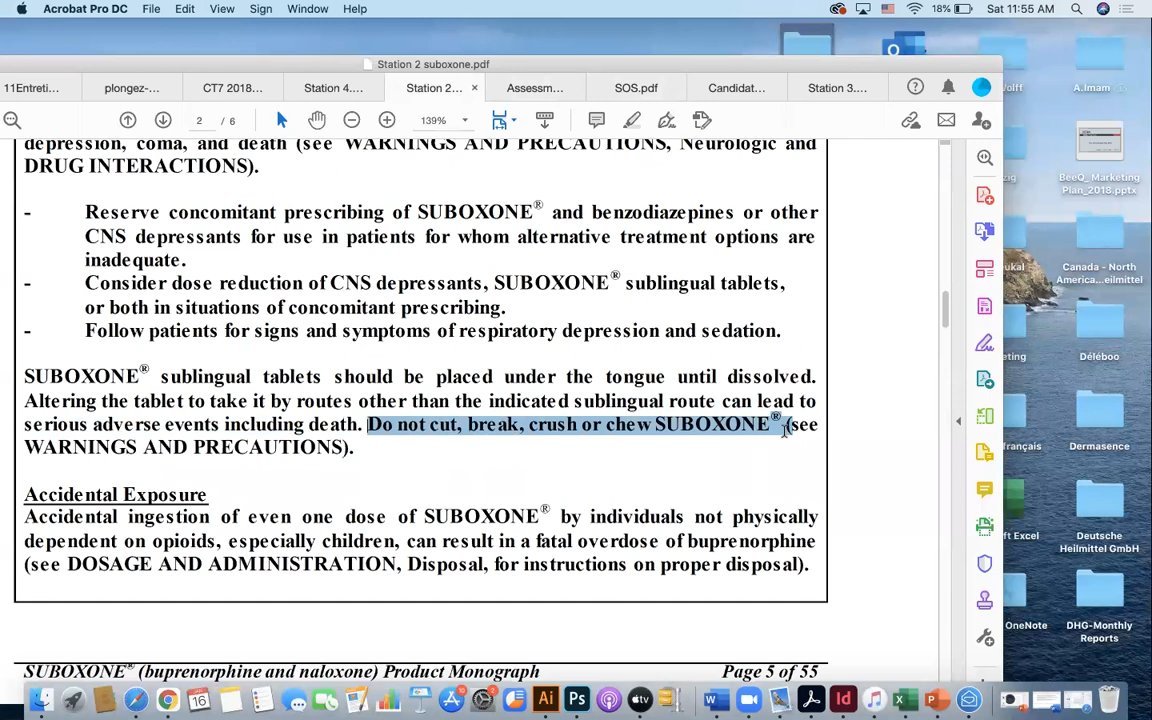 Acrobat Pro DC File Edit View Sign Window Help 18% Sat 11:55 AM
Station 2 suboxone.pdf
11Entreti... plongez-... CT7 2018... Station 4.... Station 2... × Assessm... SOS.pdf Candidat... Station 3....
2 / 6 139%
depression, coma, and death (see WARNINGS AND PRECAUTIONS, Neurologic and
DRUG INTERACTIONS).
- Reserve concomitant prescribing of SUBOXONE® and benzodiazepines or other
CNS depressants for use in patients for whom alternative treatment options are
inadequate.
- Consider dose reduction of CNS depressants, SUBOXONE® sublingual tablets,
or both in situations of concomitant prescribing.
- Follow patients for signs and symptoms of respiratory depression and sedation.
SUBOXONE® sublingual tablets should be placed under the tongue until dissolved.
Altering the tablet to take it by routes other than the indicated sublingual route can lead to
serious adverse events including death. Do not cut, break, crush or chew SUBOXONE® (see
WARNINGS AND PRECAUTIONS).
Accidental Exposure
Accidental ingestion of even one dose of SUBOXONE® by individuals not physically
dependent on opioids, especially children, can result in a fatal overdose of buprenorphine
(see DOSAGE AND ADMINISTRATION, Disposal, for instructions on proper disposal).
SUBOXONE® (buprenorphine and naloxone) Product Monograph Page 5 of 55
Wolff
A.Imam
zig
BeeQ_Marketing
Plan_2018.pptx
ukal
Canada - North
America...eilmittel
eting
Déléboo
français
Dermasence
ft Excel
Deutsche
Heilmittel GmbH
OneNote
DHG-Monthly
Reports